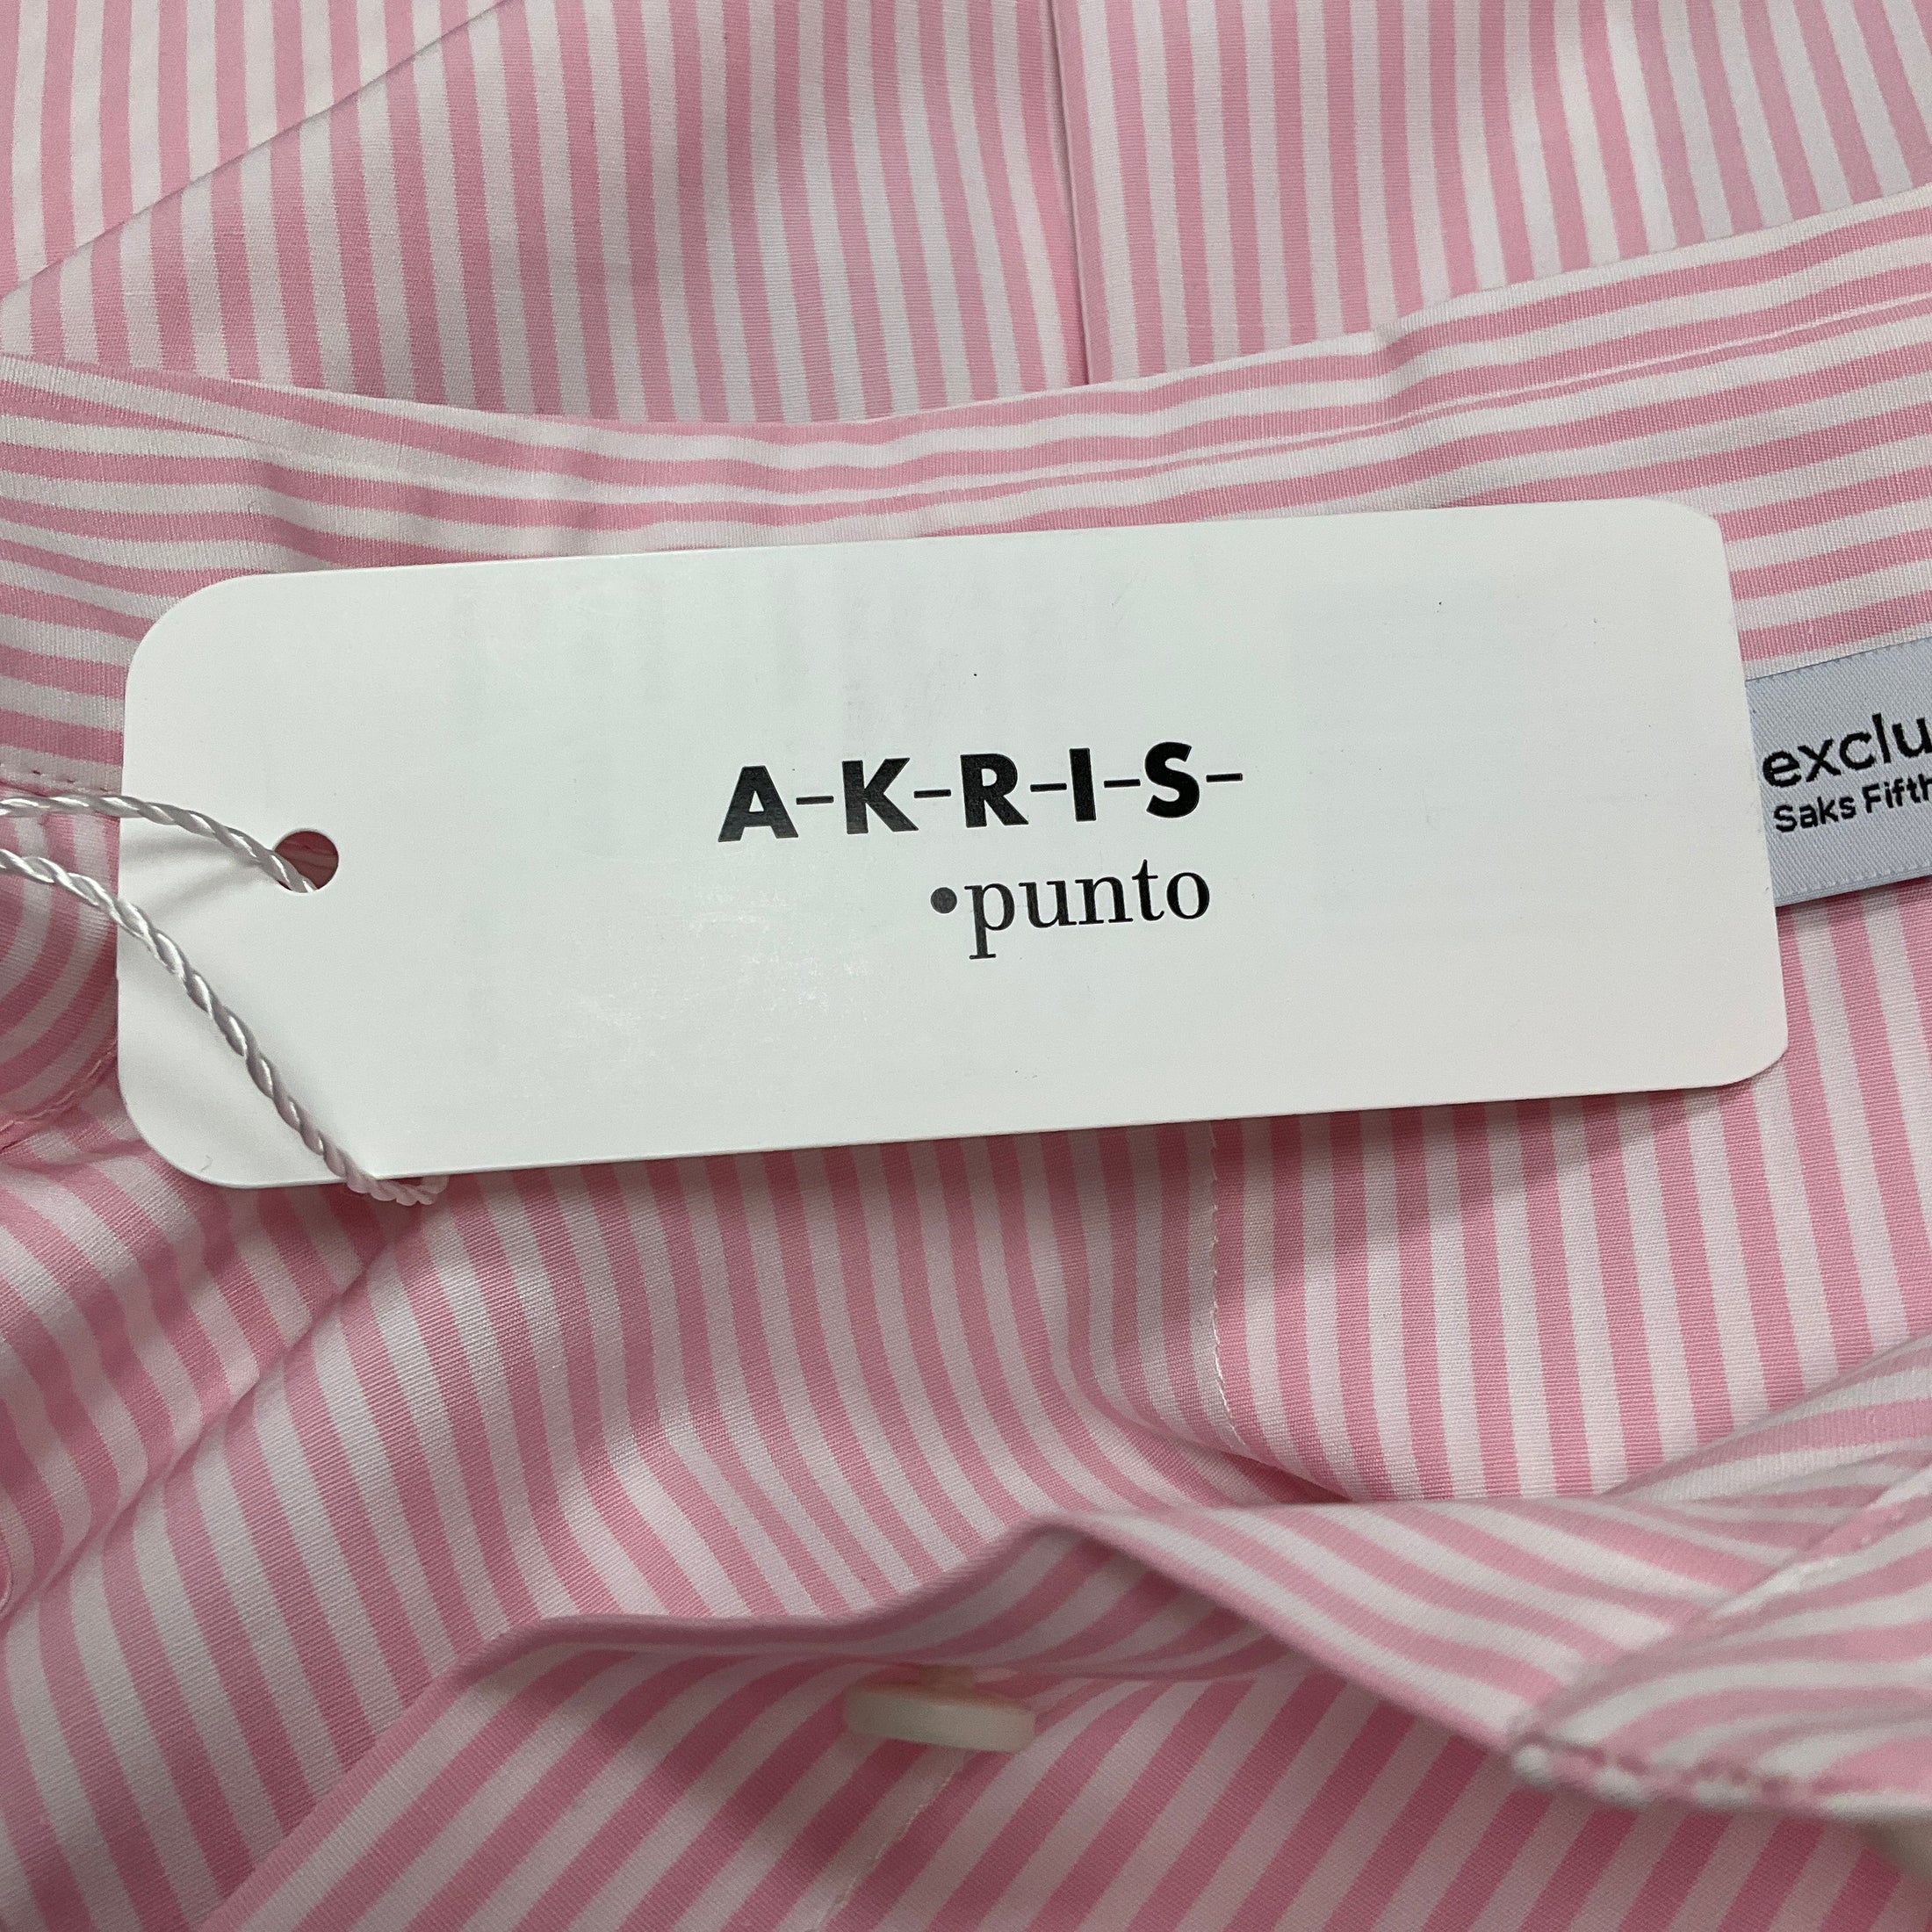 A-K-R-I-S-
•punto
exclu
Saks Fifth